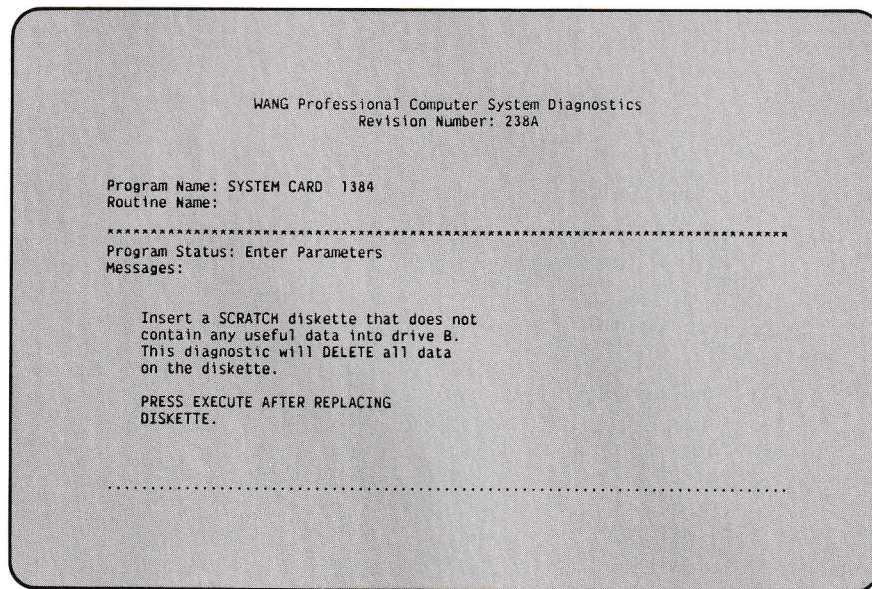 WANG Professional Computer System Diagnostics
Revision Number: 238A
Program Name: SYSTEM CARD 1384
Routine Name:
********************************************************************************
Program Status: Enter Parameters
Messages:
Insert a SCRATCH diskette that does not
contain any useful data into drive B.
This diagnostic will DELETE all data
on the diskette.
PRESS EXECUTE AFTER REPLACING
DISKETTE.
................................................................................